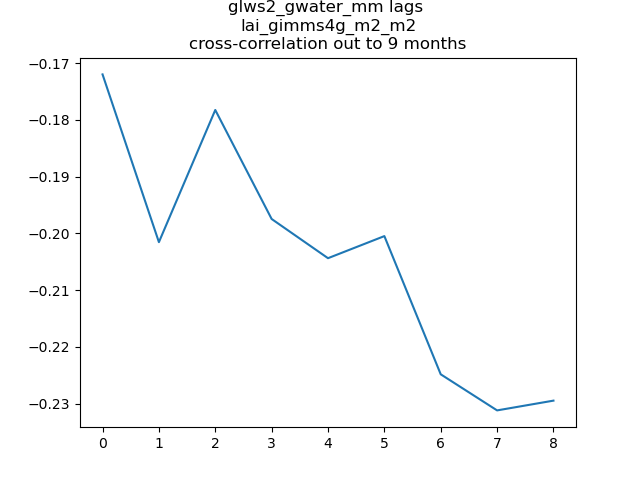 glws2_gwater_mm lags
lai_gimms4g_m2_m2
cross-correlation out to 9 months
−0.17
−0.18
−0.19
−0.20
−0.21
−0.22
−0.23
0 1 2 3 4 5 6 7 8